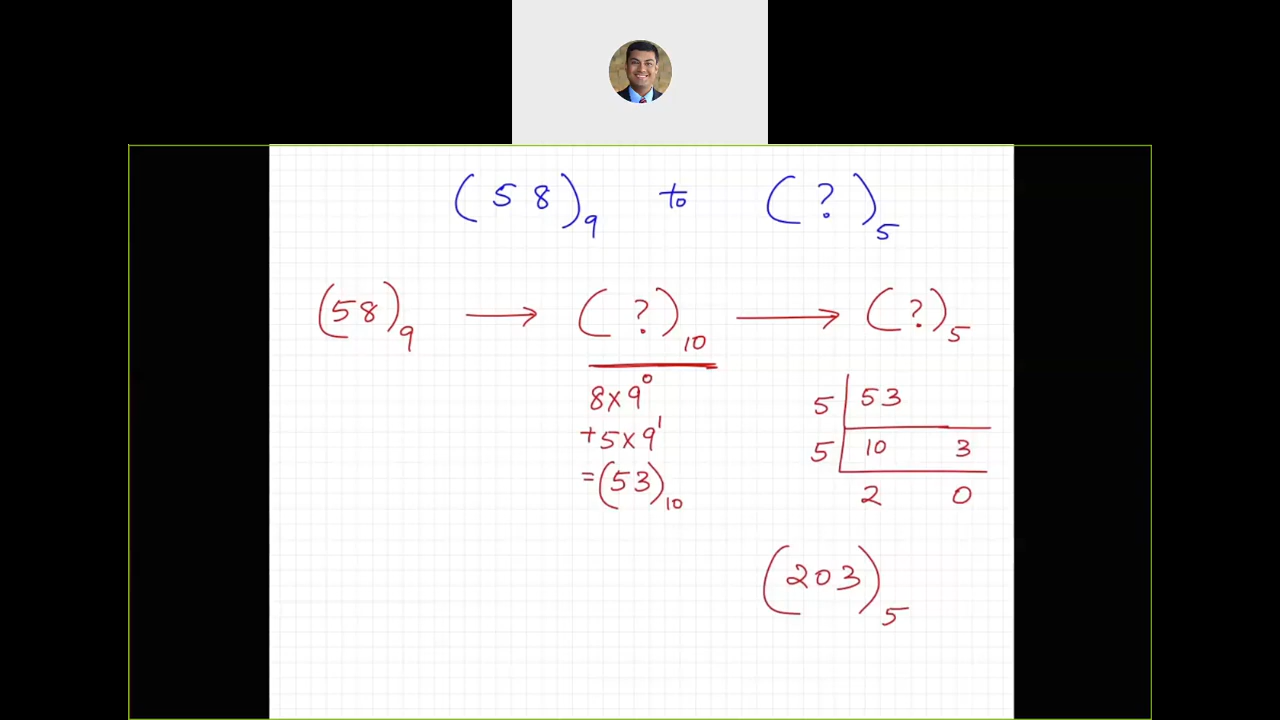 (58)₉ to (?)₅
(58)₉ → (?)₁₀ → (?)₅
8×9⁰
+5×9¹
=(53)₁₀
5 53
5 10 3
2 0
(203)₅